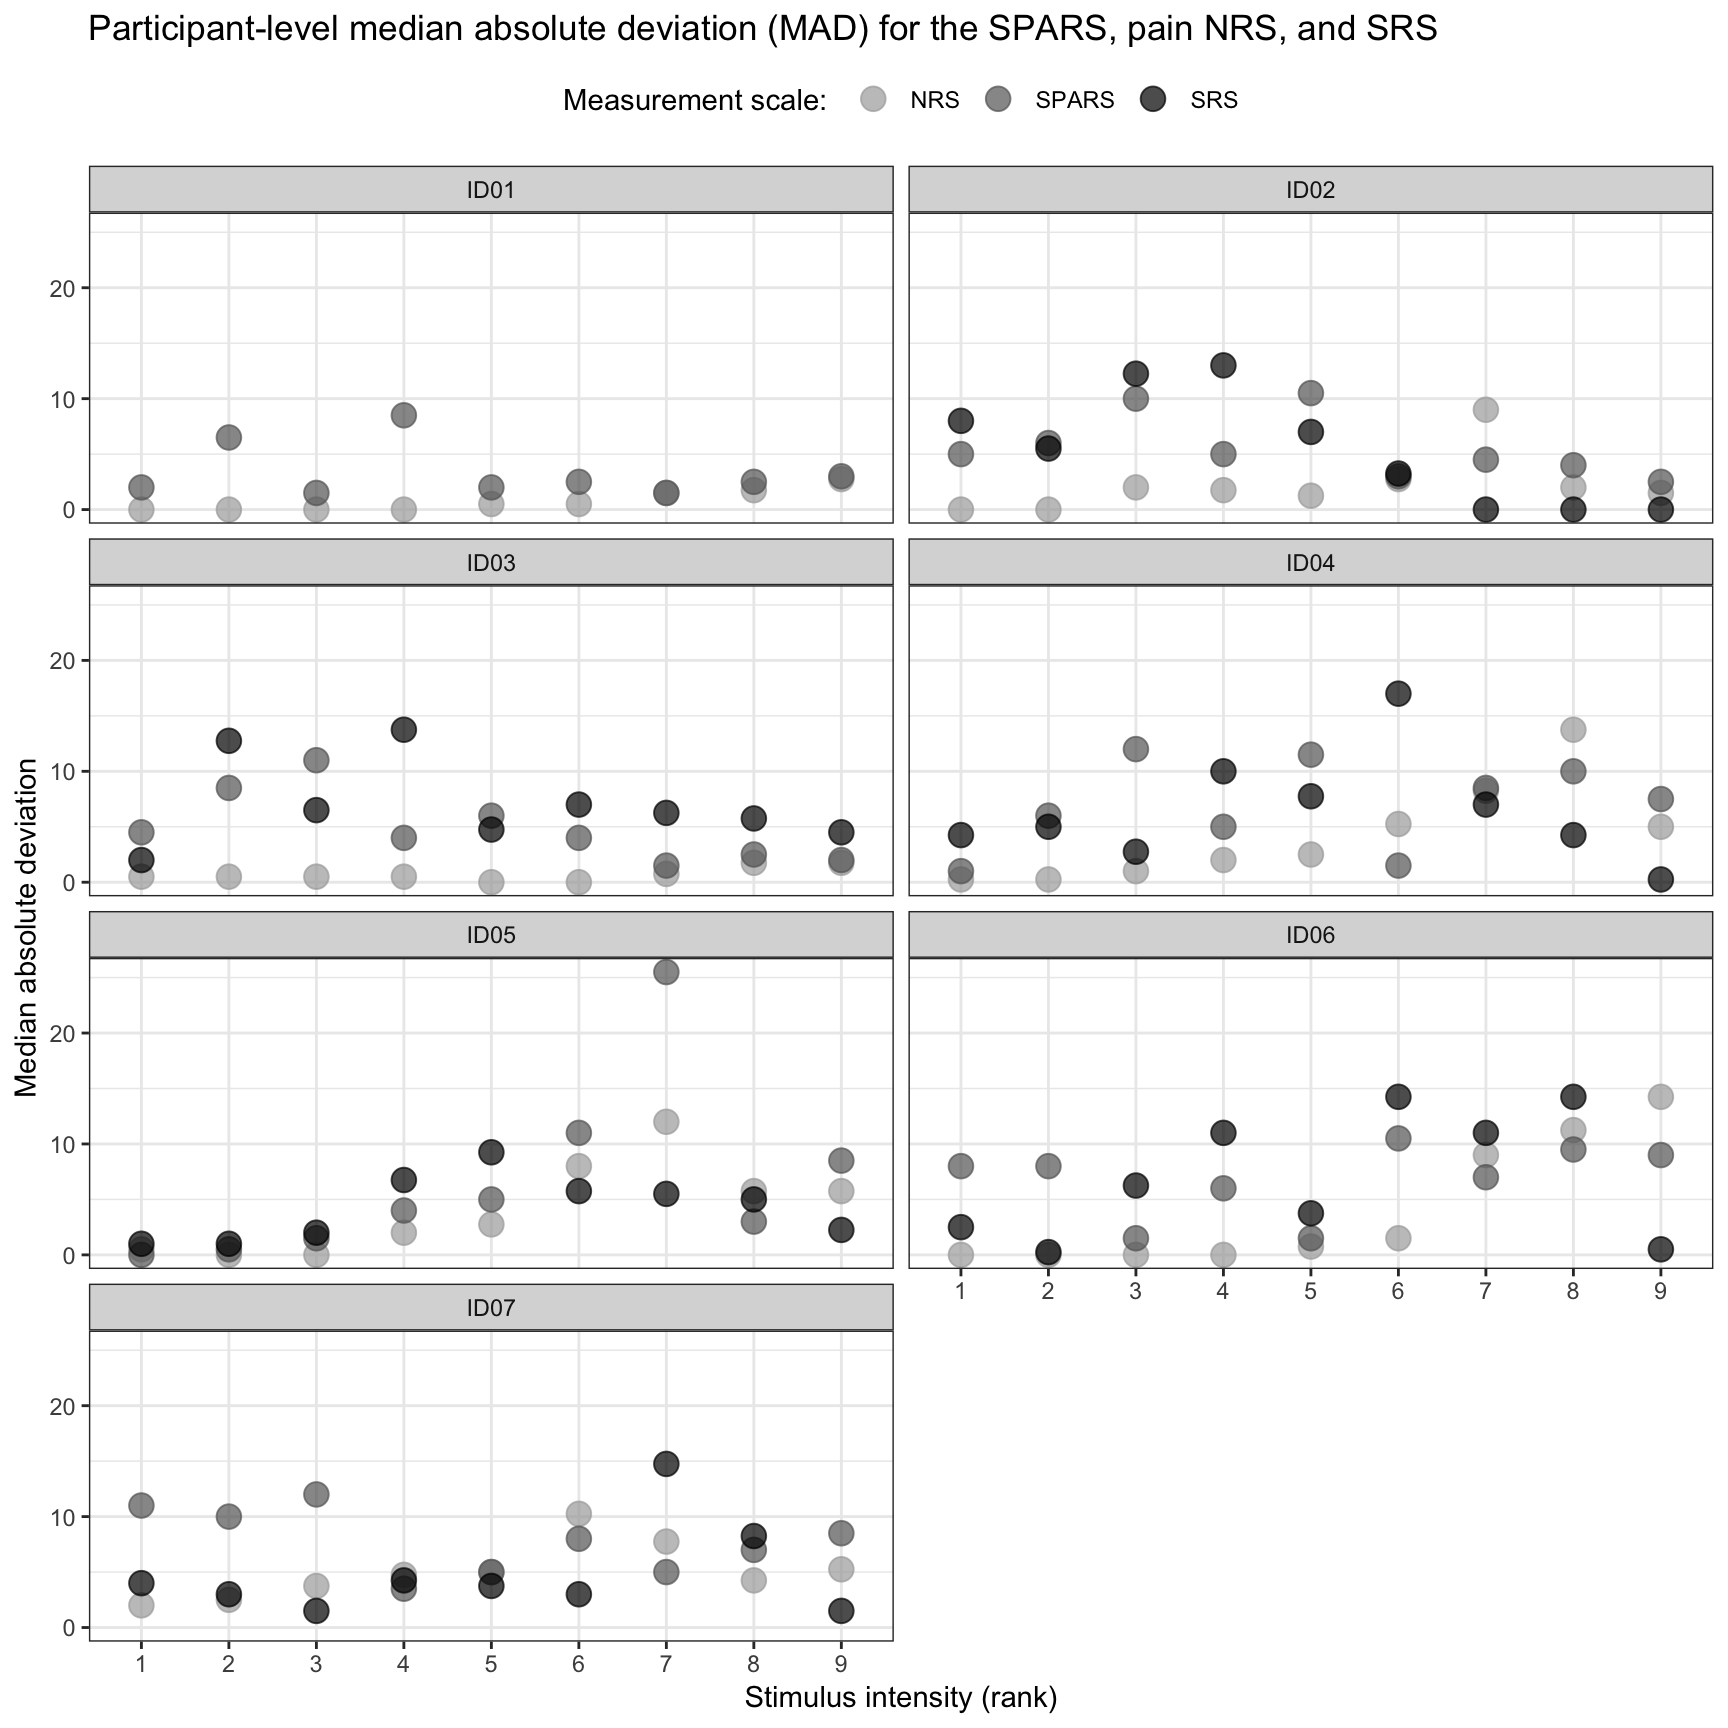 Participant-level median absolute deviation (MAD) for the SPARS, pain NRS, and SRS
Measurement scale: NRS SPARS SRS
ID01 ID02
20
10
0
ID03 ID04
20
10
0
Median absolute deviation
ID05 ID06
20
10
0
1 2 3 4 5 6 7 8 9
ID07
20
10
0
1 2 3 4 5 6 7 8 9
Stimulus intensity (rank)